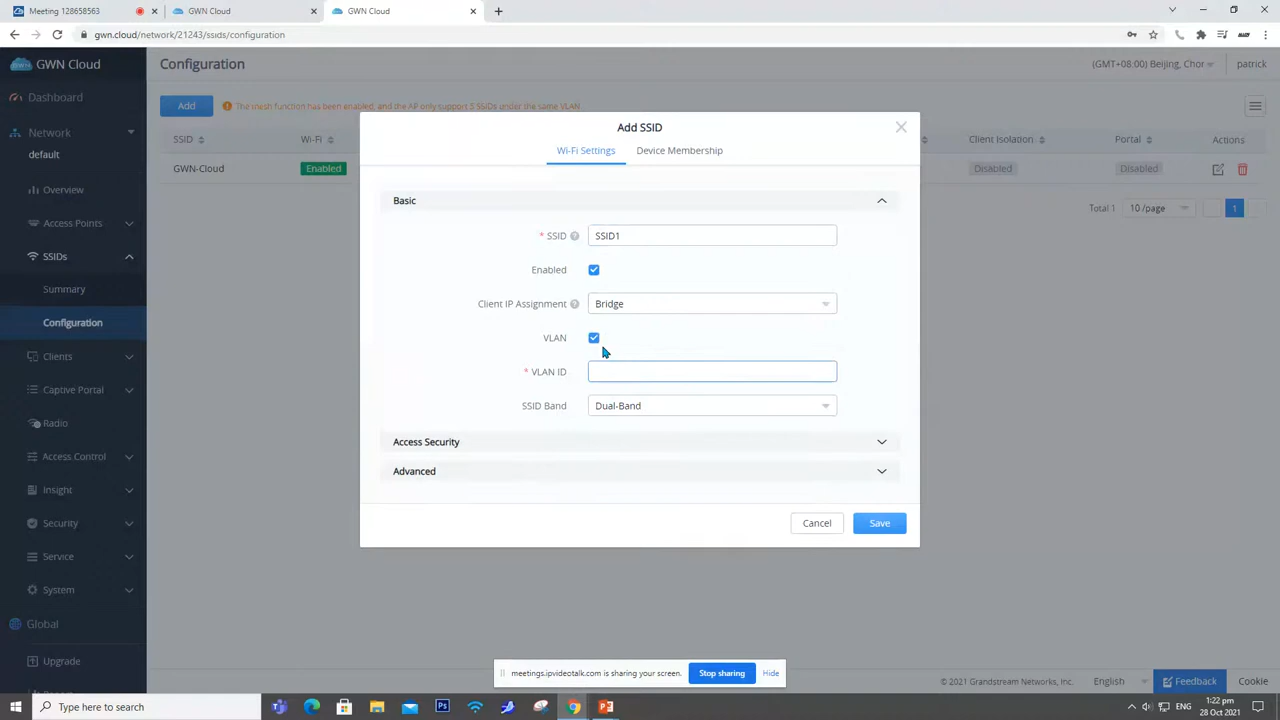 Meeting 128658563
GWN Cloud
GWN Cloud
gwn.cloud/network/21243/ssids/configuration
GWN Cloud
Configuration
(GMT+08:00) Beijing, Chor
patrick
Dashboard
Add
The mesh function has been enabled, and the AP only support 5 SSIDs under the same VLAN
Network
default
SSID
Wi-Fi
Client Isolation
Portal
Actions
GWN-Cloud
Enabled
Disabled
Disabled
Total 1
10 /page
1
Overview
Access Points
SSIDs
Summary
Configuration
Clients
Captive Portal
Radio
Access Control
Insight
Security
Service
System
Global
Upgrade
Add SSID
Wi-Fi Settings
Device Membership
Basic
* SSID
SSID1
Enabled
Client IP Assignment
Bridge
VLAN
* VLAN ID
SSID Band
Dual-Band
Access Security
Advanced
Cancel
Save
meetings.ipvideotalk.com is sharing your screen.
Stop sharing
Hide
© 2021 Grandstream Networks, Inc.
English
Feedback
Cookie
Type here to search
ENG
1:22 pm
28 Oct 2021